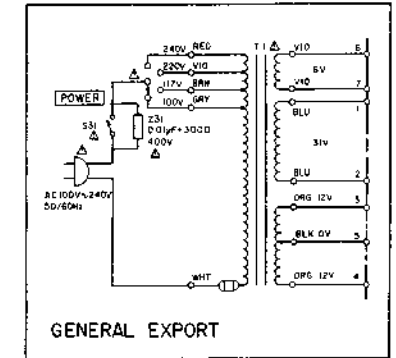 240V RED
T1
VIO 6
220V VIO
6V
117V BRN
VIO 7
100V GRY
1
BLU
POWER
S31
Z31
0.01µF+300Ω
400V
31V
BLU 2
AC100V~240V
50/60Hz
ORG 12V 3
BLK 0V 5
WHT
ORG 12V 4
GENERAL EXPORT